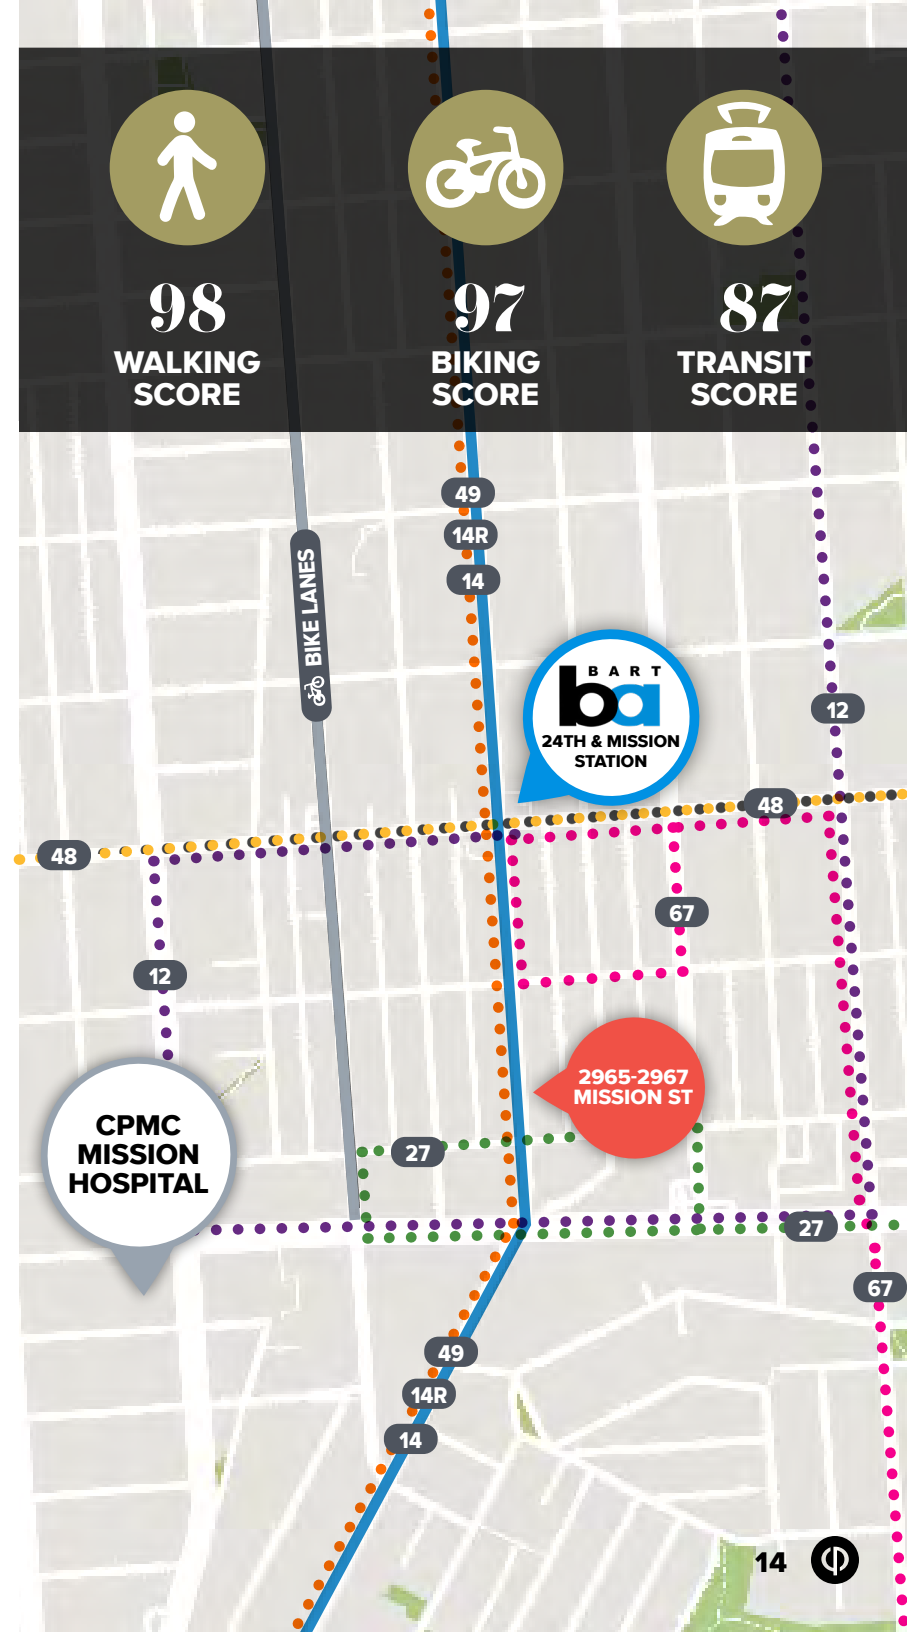 98
WALKING
SCORE
97
BIKING
SCORE
87
TRANSIT
SCORE
49
14R
14
BIKE LANES
BART
ba
24TH & MISSION
STATION
12
48
48
67
12
2965-2967
MISSION ST
CPMC
MISSION
HOSPITAL
27
27
67
49
14R
14
14